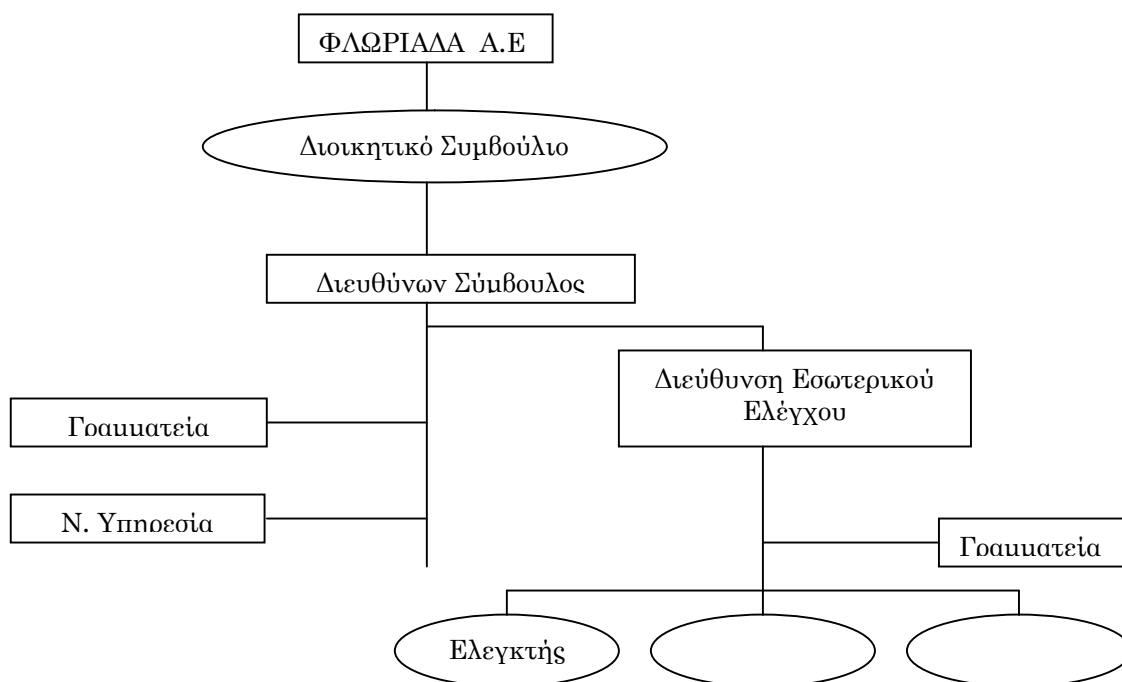 ΦΛΩΡΙΑΔΑ Α.Ε
Διοικητικό Συμβούλιο
Διευθύνων Σύμβουλος
Διεύθυνση Εσωτερικού
Ελέγχου
Γραμματεία
Ν. Υπηρεσία
Γραμματεία
Ελεγκτής